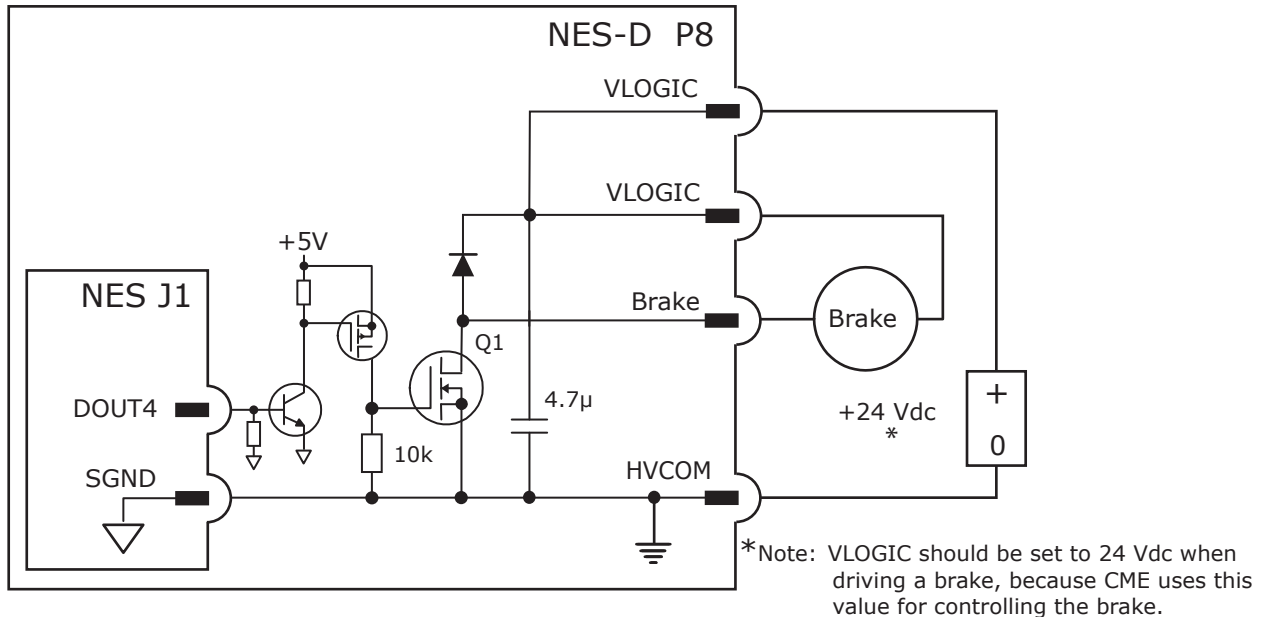 NES-D P8
VLOGIC
VLOGIC
+5V
NES J1
Brake
Brake
Q1
DOUT4
4.7µ
+24 Vdc
*
+
0
10k
SGND
HVCOM
*Note: VLOGIC should be set to 24 Vdc when
driving a brake, because CME uses this
value for controlling the brake.